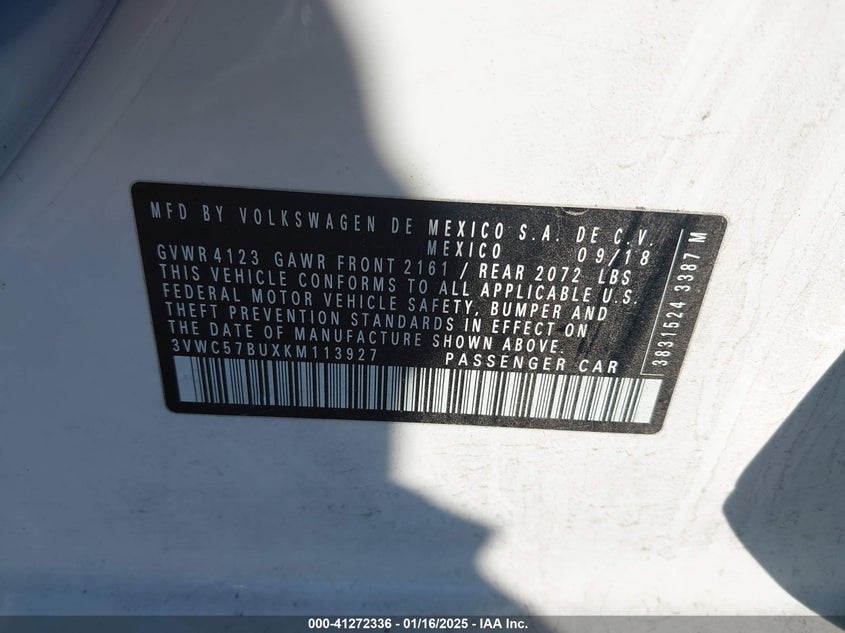 MFD BY VOLKSWAGEN DE MEXICO S.A. DE C.V.
MEXICO 09/18
GVWR 4123 GAWR FRONT 2161 / REAR 2072 LBS
THIS VEHICLE CONFORMS TO ALL APPLICABLE U.S.
FEDERAL MOTOR VEHICLE SAFETY, BUMPER AND
THEFT PREVENTION STANDARDS IN EFFECT ON
THE DATE OF MANUFACTURE SHOWN ABOVE.
3VWC57BUXKM113927 PASSENGER CAR
3831524 3387 M
000-41272336 - 01/16/2025 - IAA Inc.